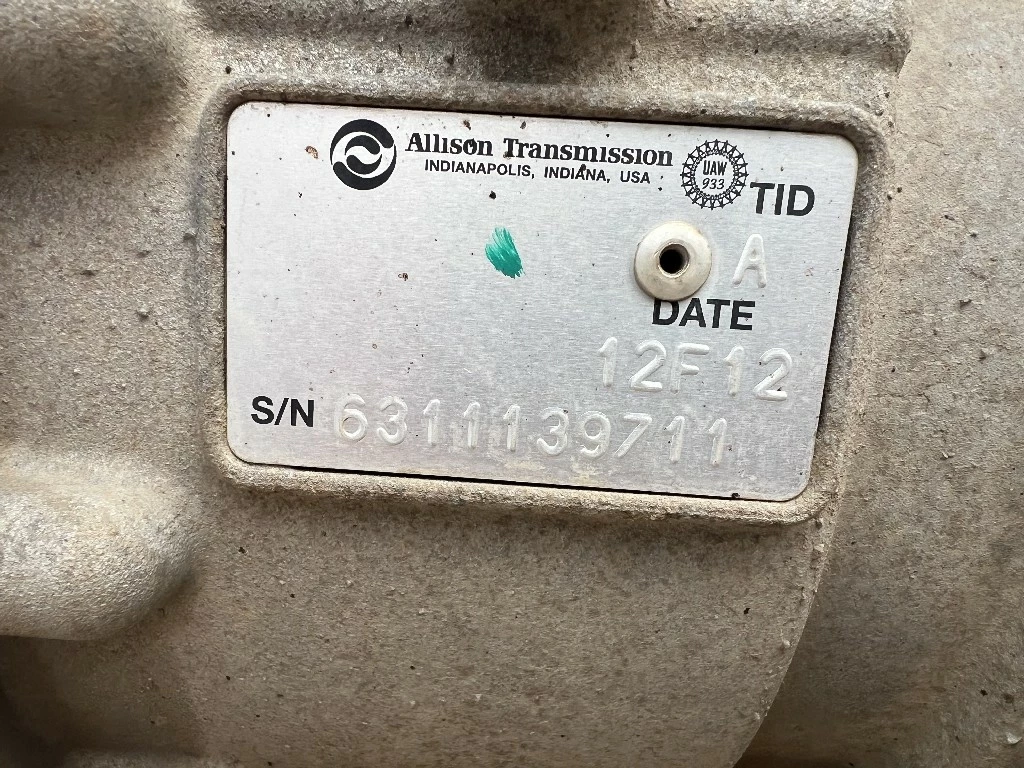 Allison Transmission
INDIANAPOLIS, INDIANA, USA
UAW
933
TID
A
DATE
12F12
S/N 6311139711